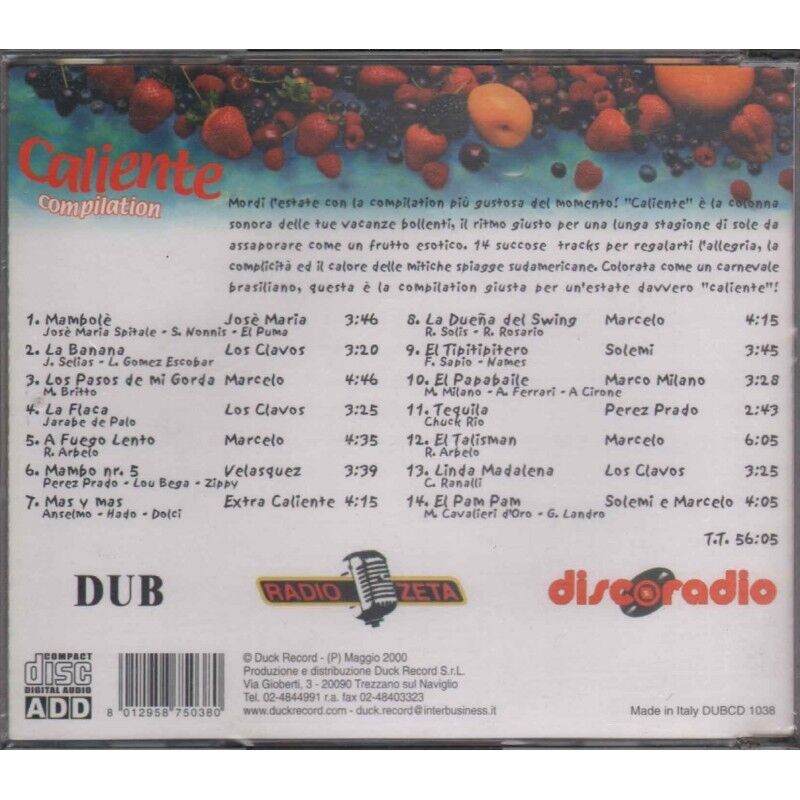 Caliente
Compilation
Mordi l'estate con la compilation più gustosa del momento! "Caliente" è la colonna
sonora delle tue vacanze bollenti, il ritmo giusto per una lunga stagione di sole da
assaporare come un frutto esotico. 14 succose tracks per regalarti l'allegria, la
complicità ed il calore delle mitiche spiagge sudamericane. Colorata come un carnevale
brasiliano, questa è la compilation giusta per un'estate davvero "caliente"!
1. Mambolè Josè Maria 3:46
Josè Maria Spitale - S. Nonnis - El Puma
2. La Banana Los Clavos 3:20
J. Selias - L. Gomez Escobar
3. Los Pasos de mi Gorda Marcelo 4:46
M. Britto
4. La Flaca Los Clavos 3:25
Jarabe de Palo
5. A Fuego Lento Marcelo 4:35
R. Arbelo
6. Mambo nr. 5 Velasquez 3:39
Perez Prado - Lou Bega - Zippy
7. Mas y mas Extra Caliente 4:15
Anselmo - Hado - Dolci
8. La Dueña del Swing Marcelo 4:15
R. Solis - R. Rosario
9. El Tipitipitero Solemi 3:45
F. Sapio - Names
10. El Papabaile Marco Milano 3:28
M. Milano - A. Ferrari - A Cirone
11. Tequila Perez Prado 2:43
Chuck Rio
12. El Talisman Marcelo 6:05
R. Arbelo
13. Linda Madalena Los Clavos 3:25
C. Ranalli
14. El Pam Pam Solemi e Marcelo 4:05
M. Cavalieri d'Oro - G. Landro
T.T. 56:05
DUB
RADIO ZETA
discoradio
COMPACT
disc
DIGITAL AUDIO
ADD
8 012958 750380
© Duck Record - (P) Maggio 2000
Produzione e distribuzione Duck Record S.r.L.
Via Gioberti, 3 - 20090 Trezzano sul Naviglio
Tel. 02-4844991 r.a. fax 02-48403323
www.duckrecord.com - duck.record@interbusiness.it
Made in Italy DUBCD 1038